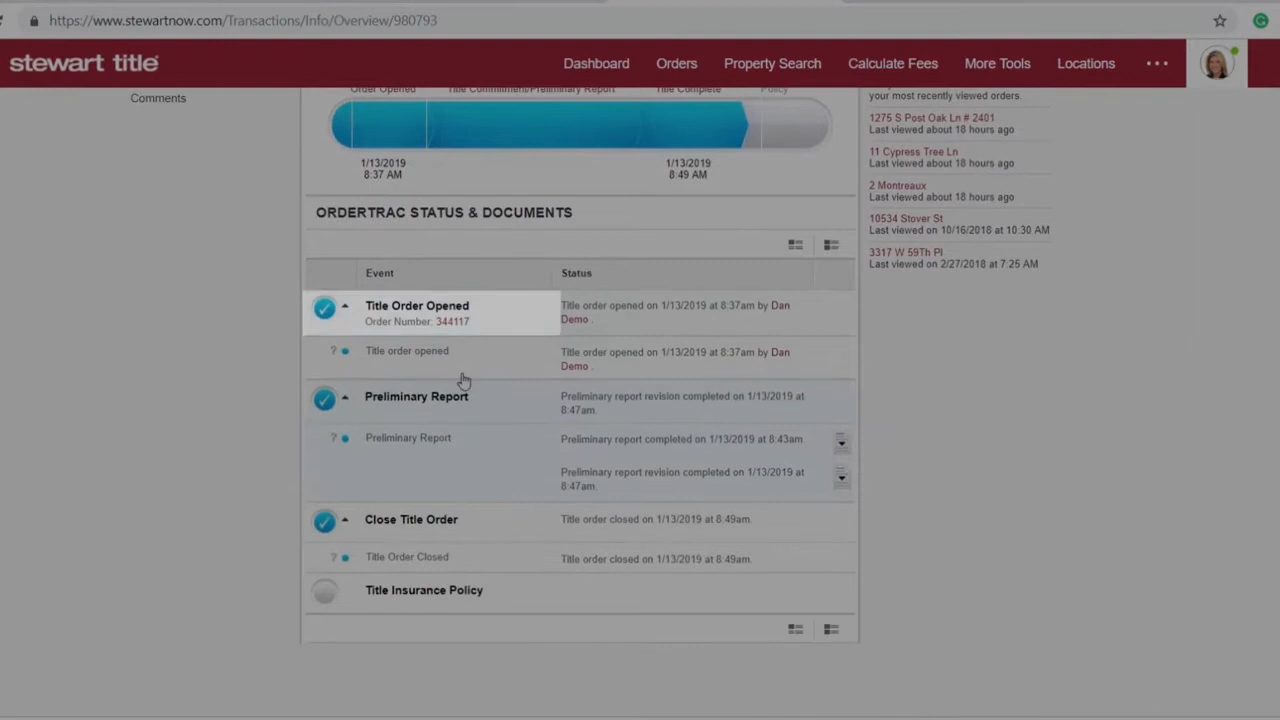 https://www.stewartnow.com/Transactions/Info/Overview/980793
stewart title
Dashboard
Orders
Property Search
Calculate Fees
More Tools
Locations
Comments
Order Opened
Title Commitment/Preliminary Report
Title Complete
Policy
1/13/2019
8:37 AM
1/13/2019
8:49 AM
your most recently viewed orders.
1275 S Post Oak Ln # 2401
Last viewed about 18 hours ago
11 Cypress Tree Ln
Last viewed about 18 hours ago
2 Montreaux
Last viewed about 18 hours ago
10534 Stover St
Last viewed on 10/16/2018 at 10:30 AM
3317 W 59Th Pl
Last viewed on 2/27/2018 at 7:25 AM
ORDERTRAC STATUS & DOCUMENTS
Event
Status
Title Order Opened
Order Number: 344117
Title order opened on 1/13/2019 at 8:37am by Dan
Demo .
? Title order opened
Title order opened on 1/13/2019 at 8:37am by Dan
Demo .
Preliminary Report
Preliminary report revision completed on 1/13/2019 at
8:47am.
? Preliminary Report
Preliminary report completed on 1/13/2019 at 8:43am.
Preliminary report revision completed on 1/13/2019 at
8:47am.
Close Title Order
Title order closed on 1/13/2019 at 8:49am.
? Title Order Closed
Title order closed on 1/13/2019 at 8:49am.
Title Insurance Policy